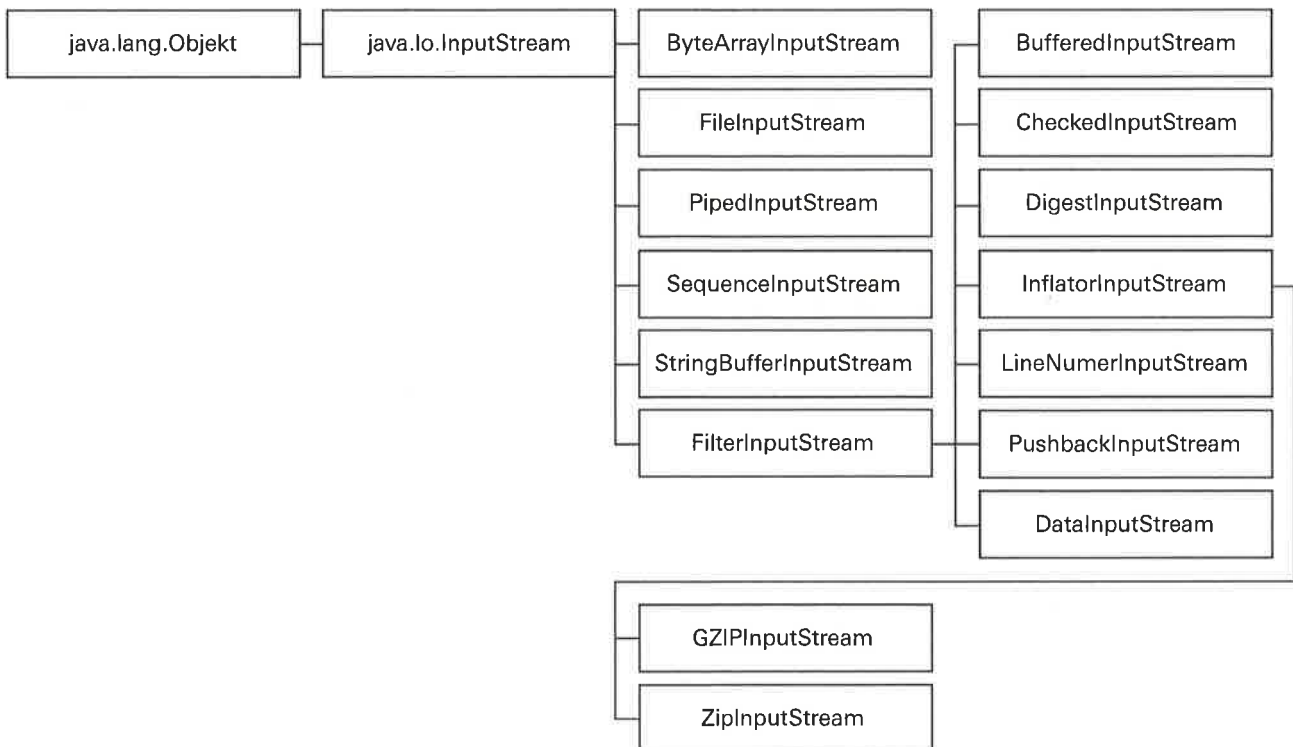 java.lang.Objekt
java.Io.InputStream
ByteArrayInputStream
FileInputStream
PipedInputStream
SequenceInputStream
StringBufferInputStream
FilterInputStream
BufferedInputStream
CheckedInputStream
DigestInputStream
InflatorInputStream
LineNumerInputStream
PushbackInputStream
DataInputStream
GZIPInputStream
ZipInputStream